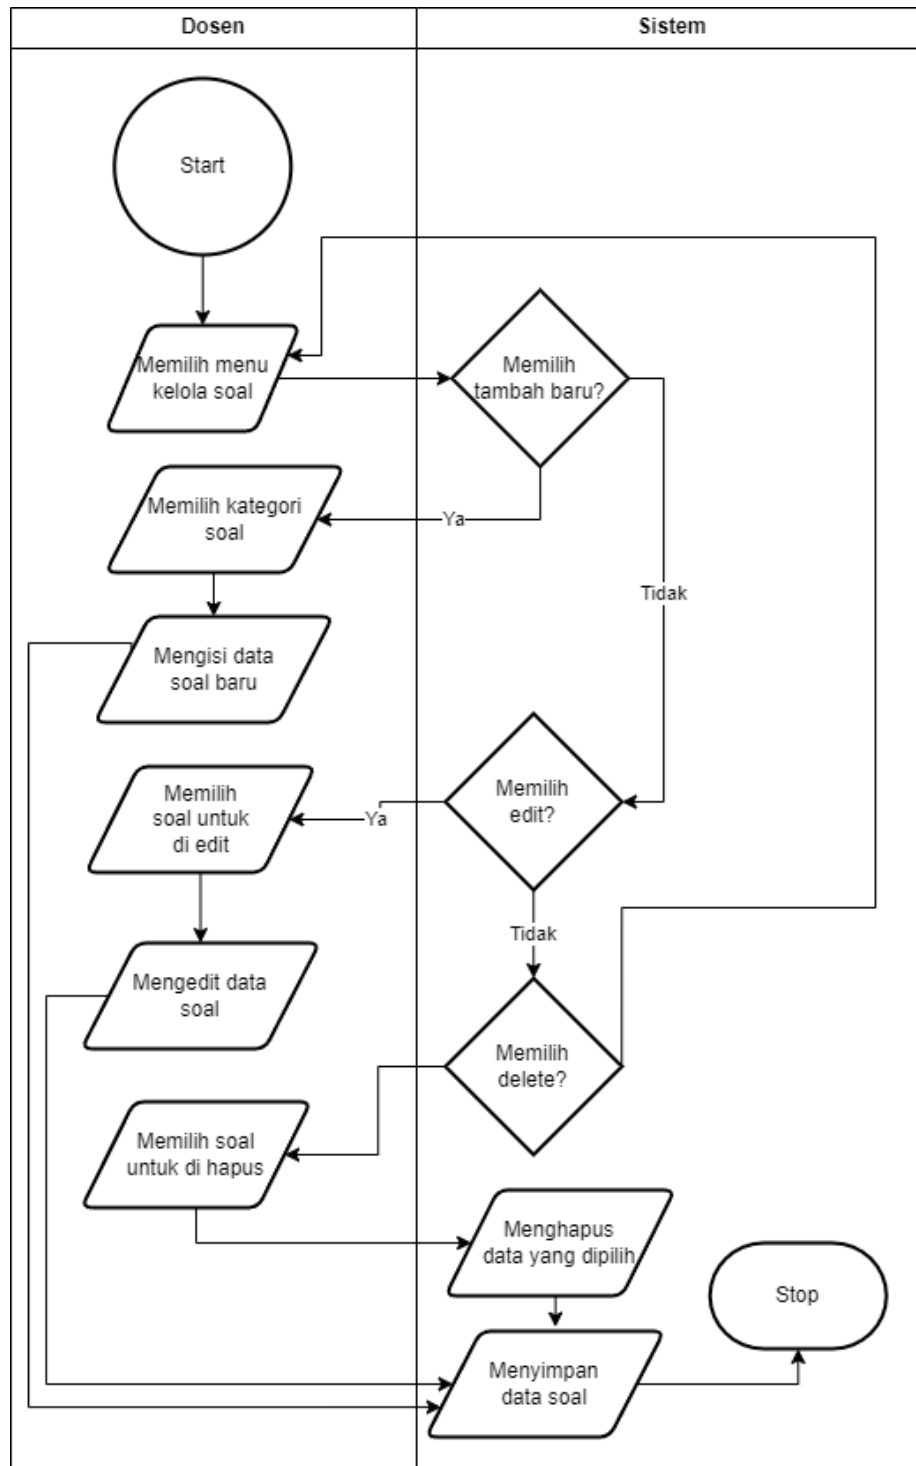 Dosen
Sistem
Start
Memilih menu
kelola soal
Memilih
tambah baru?
Memilih kategori
soal
Ya
Tidak
Mengisi data
soal baru
Memilih
soal untuk
di edit
Ya
Memilih
edit?
Tidak
Mengedit data
soal
Memilih
delete?
Memilih soal
untuk di hapus
Menghapus
data yang dipilih
Stop
Menyimpan
data soal